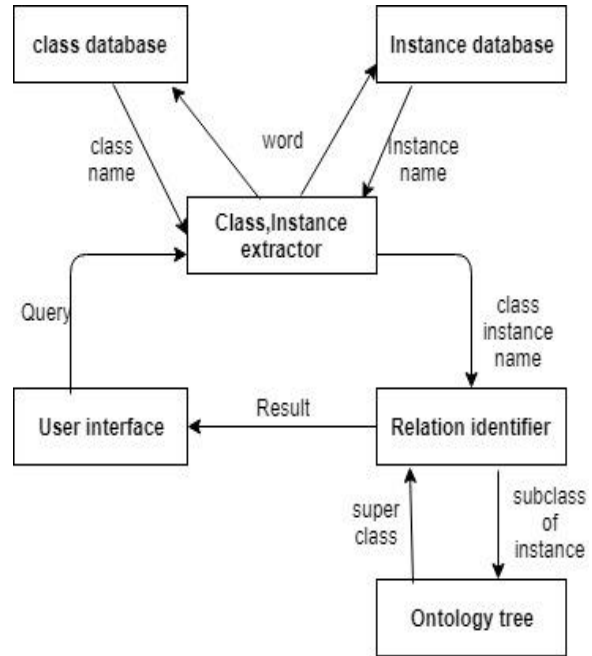 class database
Instance database
class
name
word
Instance
name
Class,Instance
extractor
Query
class
instance
name
User interface
Result
Relation identifier
super
class
subclass
of
instance
Ontology tree